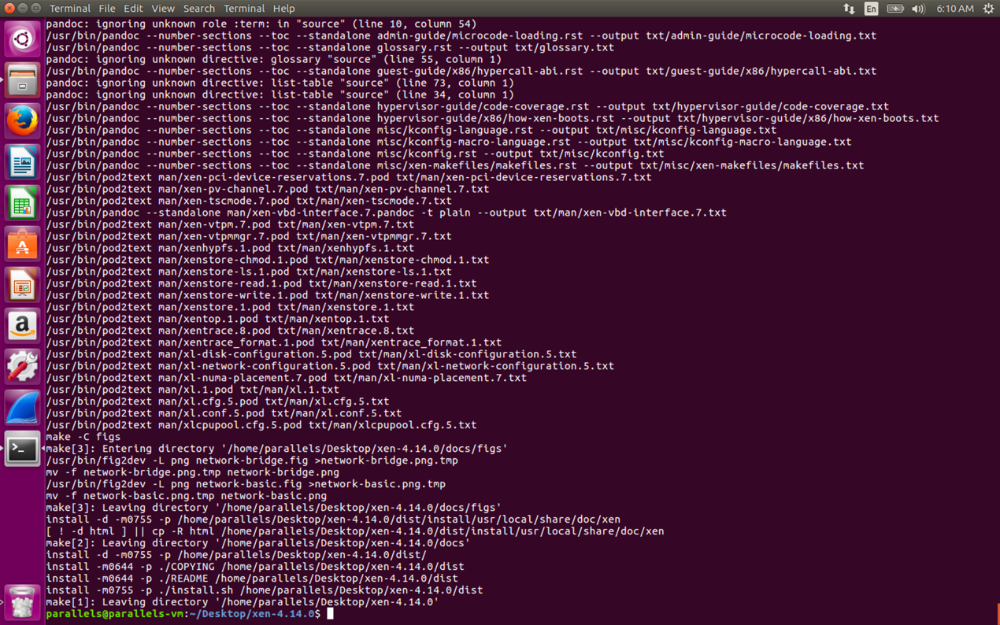 Terminal File Edit View Search Terminal Help En 6:10 AM
pandoc: ignoring unknown role :term: in "source" (line 10, column 54)
/usr/bin/pandoc --number-sections --toc --standalone admin-guide/microcode-loading.rst --output txt/admin-guide/microcode-loading.txt
/usr/bin/pandoc --number-sections --toc --standalone glossary.rst --output txt/glossary.txt
pandoc: ignoring unknown directive: glossary "source" (line 55, column 1)
/usr/bin/pandoc --number-sections --toc --standalone guest-guide/x86/hypercall-abi.rst --output txt/guest-guide/x86/hypercall-abi.txt
pandoc: ignoring unknown directive: list-table "source" (line 73, column 1)
pandoc: ignoring unknown directive: list-table "source" (line 34, column 1)
/usr/bin/pandoc --number-sections --toc --standalone hypervisor-guide/code-coverage.rst --output txt/hypervisor-guide/code-coverage.txt
/usr/bin/pandoc --number-sections --toc --standalone hypervisor-guide/x86/how-xen-boots.rst --output txt/hypervisor-guide/x86/how-xen-boots.txt
/usr/bin/pandoc --number-sections --toc --standalone misc/kconfig-language.rst --output txt/misc/kconfig-language.txt
/usr/bin/pandoc --number-sections --toc --standalone misc/kconfig-macro-language.rst --output txt/misc/kconfig-macro-language.txt
/usr/bin/pandoc --number-sections --toc --standalone misc/kconfig.rst --output txt/misc/kconfig.txt
/usr/bin/pandoc --number-sections --toc --standalone misc/xen-makefiles/makefiles.rst --output txt/misc/xen-makefiles/makefiles.txt
/usr/bin/pod2text man/xen-pci-device-reservations.7.pod txt/man/xen-pci-device-reservations.7.txt
/usr/bin/pod2text man/xen-pv-channel.7.pod txt/man/xen-pv-channel.7.txt
/usr/bin/pod2text man/xen-tscmode.7.pod txt/man/xen-tscmode.7.txt
/usr/bin/pandoc --standalone man/xen-vbd-interface.7.pandoc -t plain --output txt/man/xen-vbd-interface.7.txt
/usr/bin/pod2text man/xen-vtpm.7.pod txt/man/xen-vtpm.7.txt
/usr/bin/pod2text man/xen-vtpmmgr.7.pod txt/man/xen-vtpmmgr.7.txt
/usr/bin/pod2text man/xenhypfs.1.pod txt/man/xenhypfs.1.txt
/usr/bin/pod2text man/xenstore-chmod.1.pod txt/man/xenstore-chmod.1.txt
/usr/bin/pod2text man/xenstore-ls.1.pod txt/man/xenstore-ls.1.txt
/usr/bin/pod2text man/xenstore-read.1.pod txt/man/xenstore-read.1.txt
/usr/bin/pod2text man/xenstore-write.1.pod txt/man/xenstore-write.1.txt
/usr/bin/pod2text man/xenstore.1.pod txt/man/xenstore.1.txt
/usr/bin/pod2text man/xentop.1.pod txt/man/xentop.1.txt
/usr/bin/pod2text man/xentrace.8.pod txt/man/xentrace.8.txt
/usr/bin/pod2text man/xentrace_format.1.pod txt/man/xentrace_format.1.txt
/usr/bin/pod2text man/xl-disk-configuration.5.pod txt/man/xl-disk-configuration.5.txt
/usr/bin/pod2text man/xl-network-configuration.5.pod txt/man/xl-network-configuration.5.txt
/usr/bin/pod2text man/xl-numa-placement.7.pod txt/man/xl-numa-placement.7.txt
/usr/bin/pod2text man/xl.1.pod txt/man/xl.1.txt
/usr/bin/pod2text man/xl.cfg.5.pod txt/man/xl.cfg.5.txt
/usr/bin/pod2text man/xl.conf.5.pod txt/man/xl.conf.5.txt
/usr/bin/pod2text man/xlcpupool.cfg.5.pod txt/man/xlcpupool.cfg.5.txt
make -C figs
make[3]: Entering directory '/home/parallels/Desktop/xen-4.14.0/docs/figs'
/usr/bin/fig2dev -L png network-bridge.fig >network-bridge.png.tmp
mv -f network-bridge.png.tmp network-bridge.png
/usr/bin/fig2dev -L png network-basic.fig >network-basic.png.tmp
mv -f network-basic.png.tmp network-basic.png
make[3]: Leaving directory '/home/parallels/Desktop/xen-4.14.0/docs/figs'
install -d -m0755 -p /home/parallels/Desktop/xen-4.14.0/dist/install/usr/local/share/doc/xen
[ ! -d html ] || cp -R html /home/parallels/Desktop/xen-4.14.0/dist/install/usr/local/share/doc/xen
make[2]: Leaving directory '/home/parallels/Desktop/xen-4.14.0/docs'
install -d -m0755 -p /home/parallels/Desktop/xen-4.14.0/dist/
install -m0644 -p ./COPYING /home/parallels/Desktop/xen-4.14.0/dist
install -m0644 -p ./README /home/parallels/Desktop/xen-4.14.0/dist
install -m0755 -p ./install.sh /home/parallels/Desktop/xen-4.14.0/dist
make[1]: Leaving directory '/home/parallels/Desktop/xen-4.14.0'
parallels@parallels-vm:~/Desktop/xen-4.14.0$